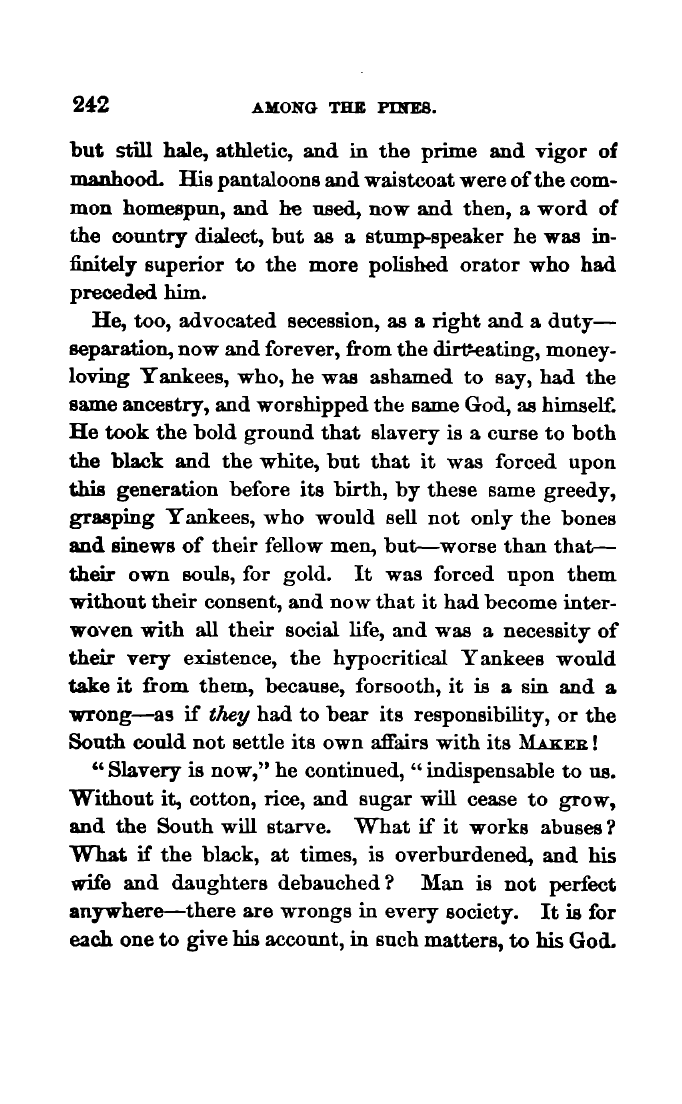 242 AMONG THE PINES.
but still hale, athletic, and in the prime and vigor of
manhood. His pantaloons and waistcoat were of the com-
mon homespun, and he used, now and then, a word of
the country dialect, but as a stump-speaker he was in-
finitely superior to the more polished orator who had
preceded him.
He, too, advocated secession, as a right and a duty—
separation, now and forever, from the dirt-eating, money-
loving Yankees, who, he was ashamed to say, had the
same ancestry, and worshipped the same God, as himself.
He took the bold ground that slavery is a curse to both
the black and the white, but that it was forced upon
this generation before its birth, by these same greedy,
grasping Yankees, who would sell not only the bones
and sinews of their fellow men, but—worse than that—
their own souls, for gold. It was forced upon them
without their consent, and now that it had become inter-
woven with all their social life, and was a necessity of
their very existence, the hypocritical Yankees would
take it from them, because, forsooth, it is a sin and a
wrong—as if they had to bear its responsibility, or the
South could not settle its own affairs with its MAKER!
"Slavery is now," he continued, "indispensable to us.
Without it, cotton, rice, and sugar will cease to grow,
and the South will starve. What if it works abuses?
What if the black, at times, is overburdened, and his
wife and daughters debauched? Man is not perfect
anywhere—there are wrongs in every society. It is for
each one to give his account, in such matters, to his God.